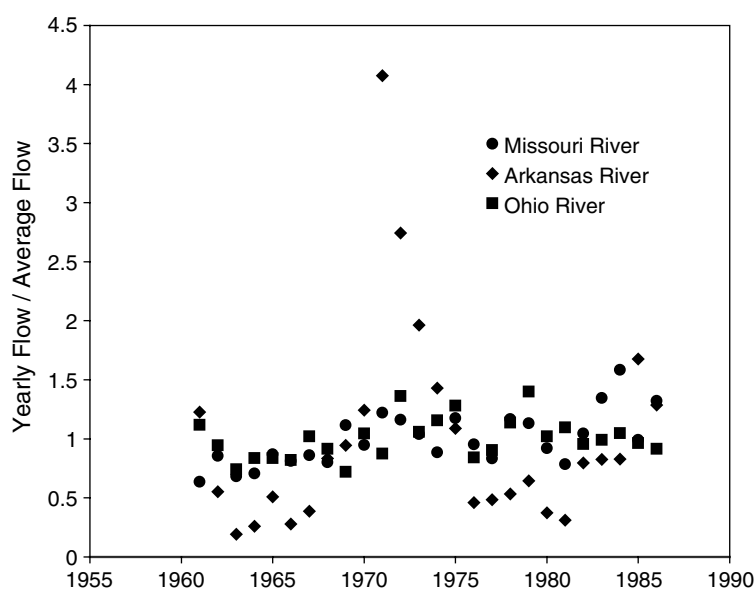 4.5
4
3.5
3
2.5
2
1.5
1
0.5
0
Yearly Flow / Average Flow
Missouri River
Arkansas River
Ohio River
1955 1960 1965 1970 1975 1980 1985 1990